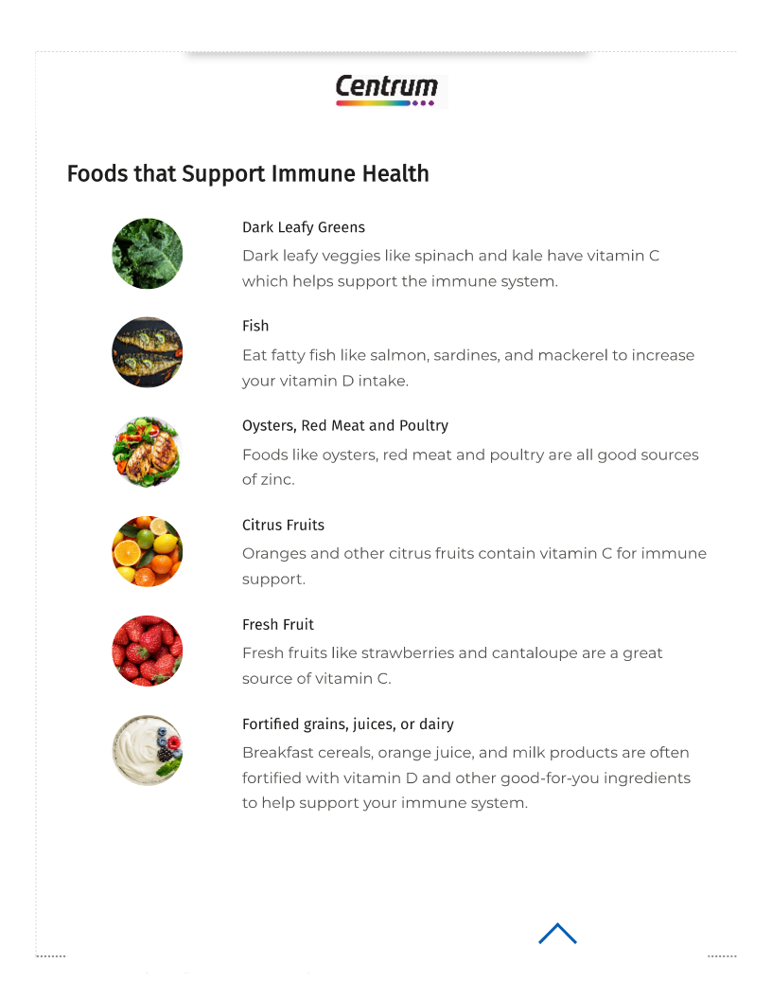 Centrum
Foods that Support Immune Health
Dark Leafy Greens
Dark leafy veggies like spinach and kale have vitamin C
which helps support the immune system.
Fish
Eat fatty fish like salmon, sardines, and mackerel to increase
your vitamin D intake.
Oysters, Red Meat and Poultry
Foods like oysters, red meat and poultry are all good sources
of zinc.
Citrus Fruits
Oranges and other citrus fruits contain vitamin C for immune
support.
Fresh Fruit
Fresh fruits like strawberries and cantaloupe are a great
source of vitamin C.
Fortified grains, juices, or dairy
Breakfast cereals, orange juice, and milk products are often
fortified with vitamin D and other good-for-you ingredients
to help support your immune system.